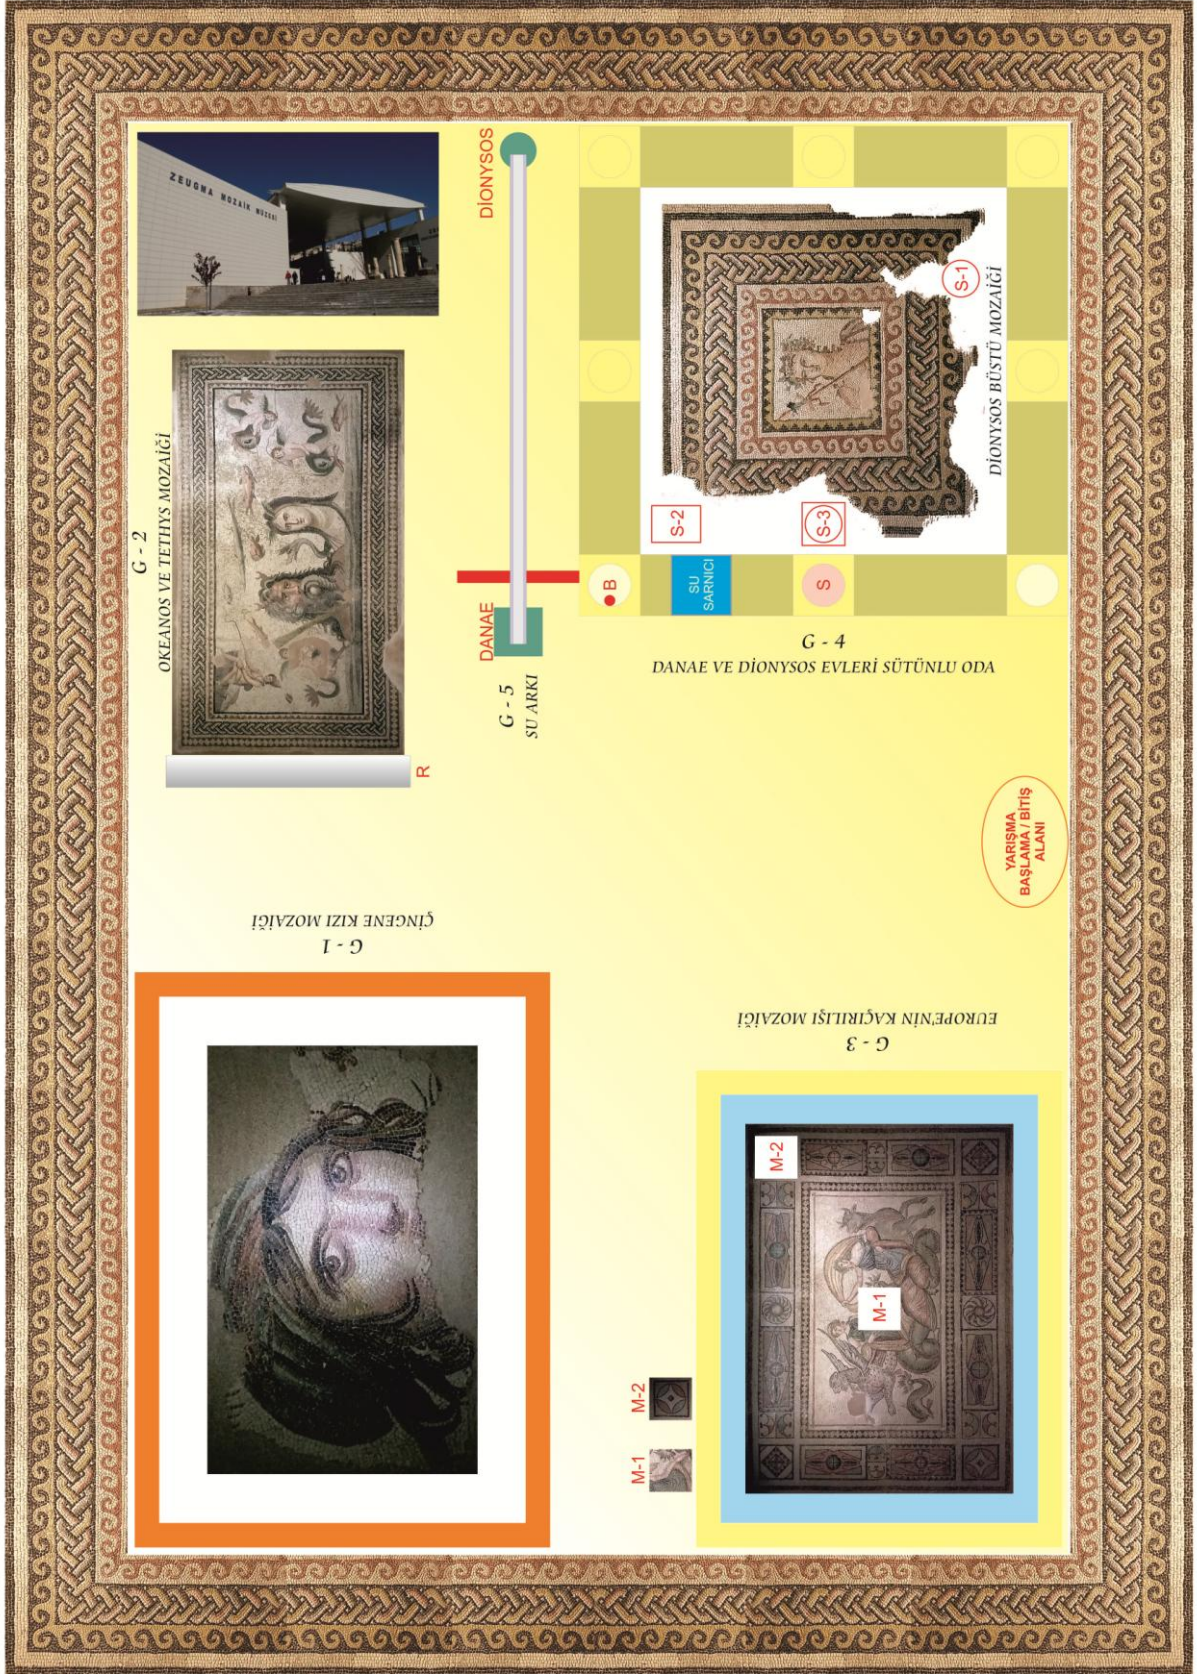 ZEUGMA MOZAİK MÜZESİ
G - 2
OKEANOS VE TETHYS MOZAİĞİ
R
DİONYSOS
DANAE
G - 5
SU ARKI
B
SU
SARNICI
S
S-2
S-3
S-1
DİONYSOS BÜSTÜ MOZAİĞİ
G - 4
DANAE VE DİONYSOS EVLERİ SÜTÜNLU ODA
YARIŞMA
BAŞLAMA / BİTİŞ
ALANI
G - 1
ÇİNGENE KIZI MOZAİĞİ
G - 3
EUROPE'NİN KAÇIRILIŞI MOZAİĞİ
M-1
M-2
M-1
M-2